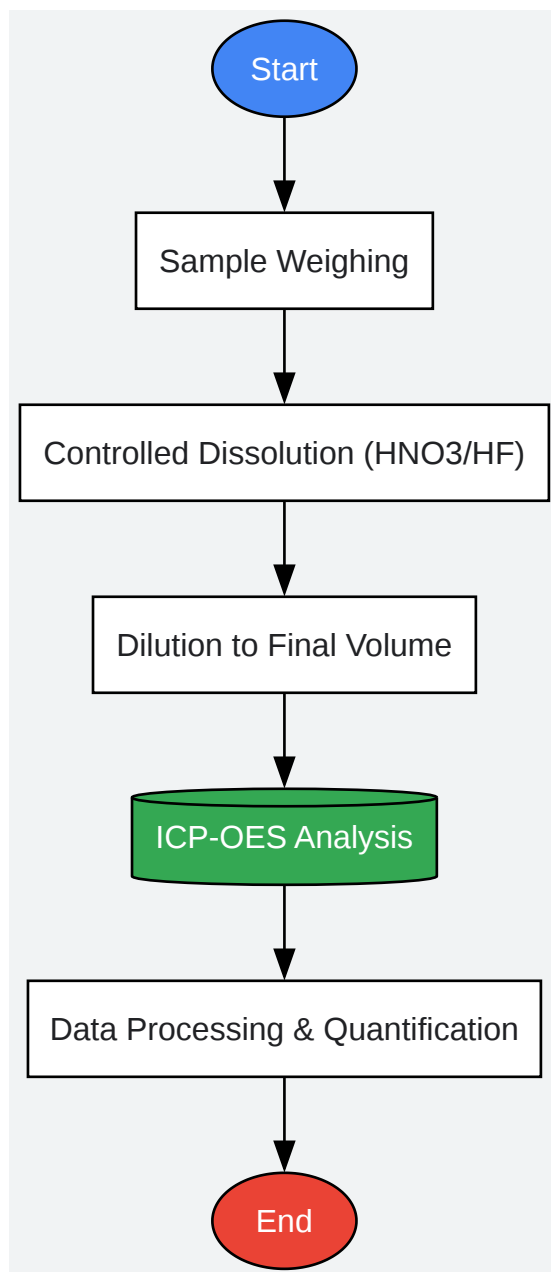 Start
Sample Weighing
Controlled Dissolution (HNO3/HF)
Dilution to Final Volume
ICP-OES Analysis
Data Processing & Quantification
End